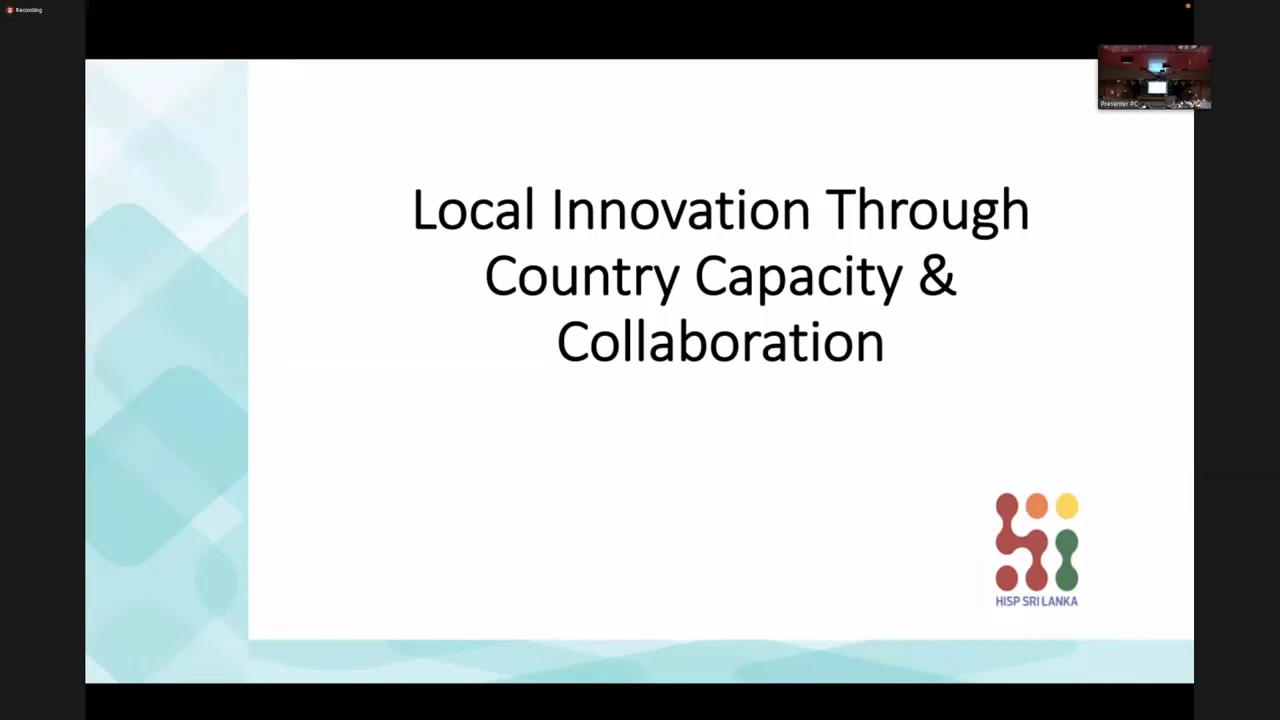 Recording
Presenter PC
Local Innovation Through
Country Capacity &
Collaboration
HISP SRI LANKA